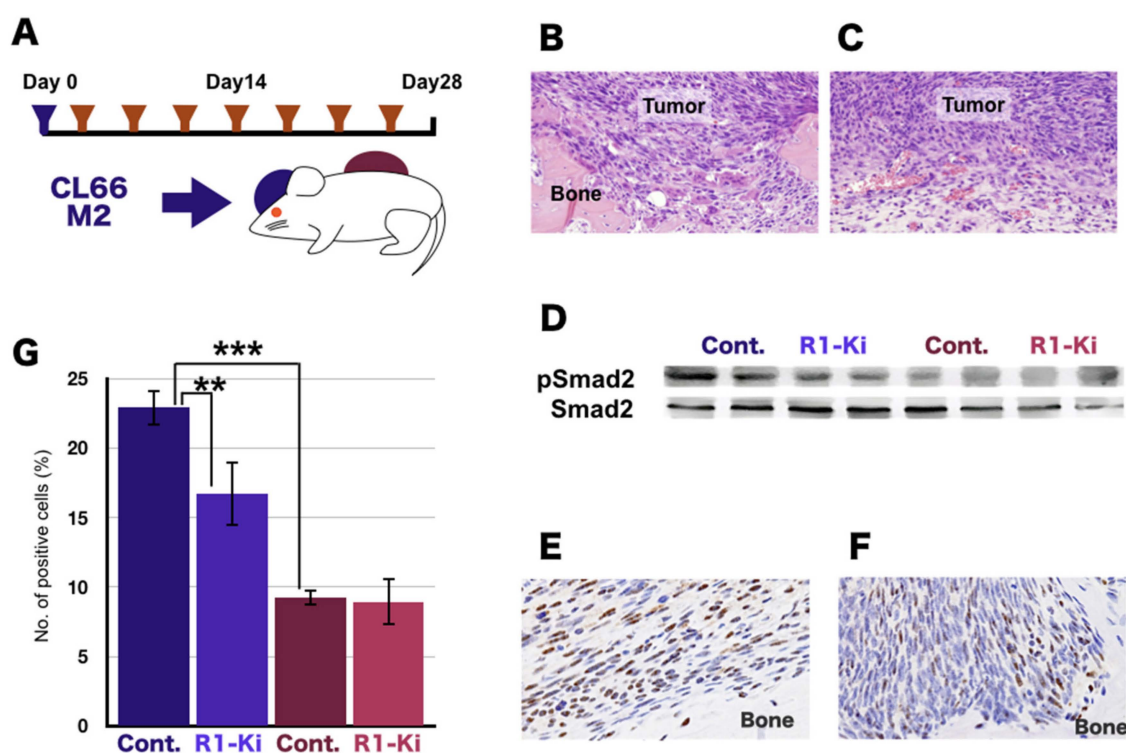 A
Day 0
Day14
Day28
CL66
M2
B
Tumor
Bone
C
Tumor
D
Cont.
R1-Ki
Cont.
R1-Ki
pSmad2
Smad2
E
Bone
F
Bone
G
***
**
No. of positive cells (%)
25
20
15
10
5
0
Cont.
R1-Ki
Cont.
R1-Ki